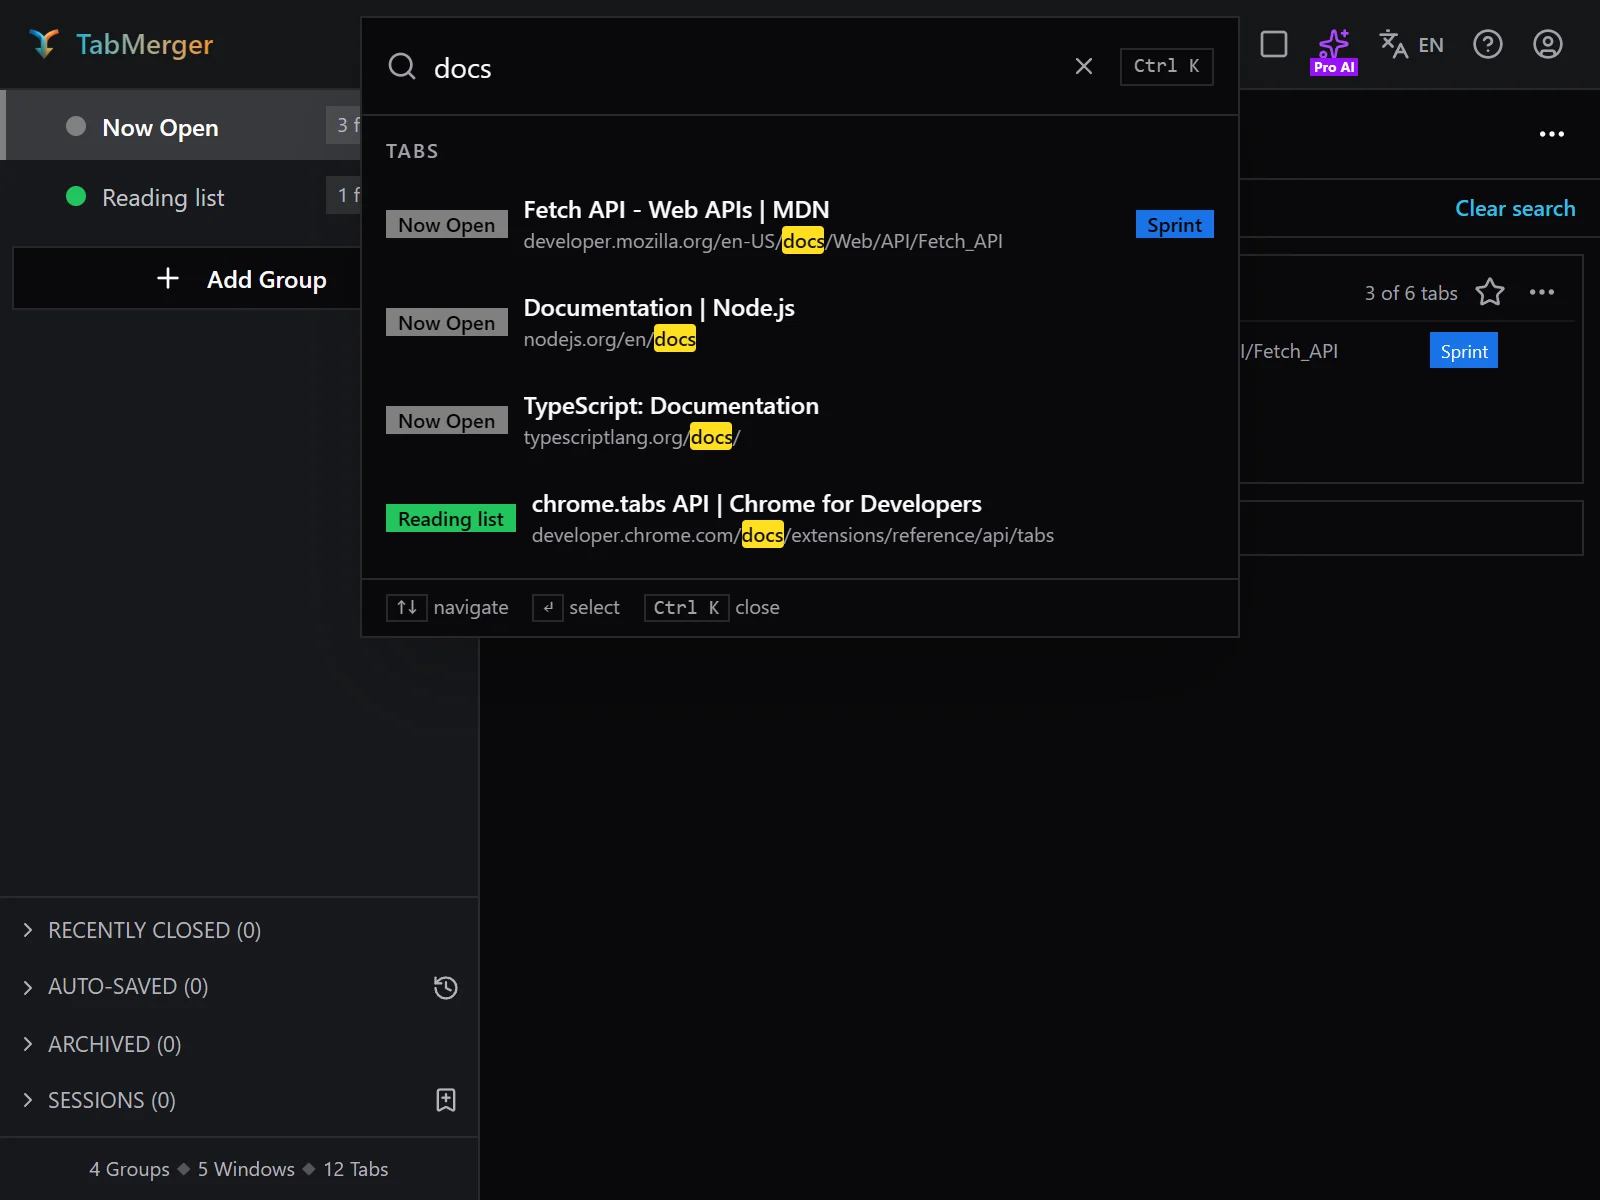 TabMerger
docs
Ctrl K
Pro AI
EN
Now Open
3 f
Reading list
1 f
Add Group
TABS
Now Open
Fetch API - Web APIs | MDN
developer.mozilla.org/en-US/docs/Web/API/Fetch_API
Sprint
Now Open
Documentation | Node.js
nodejs.org/en/docs
Now Open
TypeScript: Documentation
typescriptlang.org/docs/
Reading list
chrome.tabs API | Chrome for Developers
developer.chrome.com/docs/extensions/reference/api/tabs
↑↓ navigate ↵ select Ctrl K close
Clear search
3 of 6 tabs
I/Fetch_API
Sprint
RECENTLY CLOSED (0)
AUTO-SAVED (0)
ARCHIVED (0)
SESSIONS (0)
4 Groups ◆ 5 Windows ◆ 12 Tabs